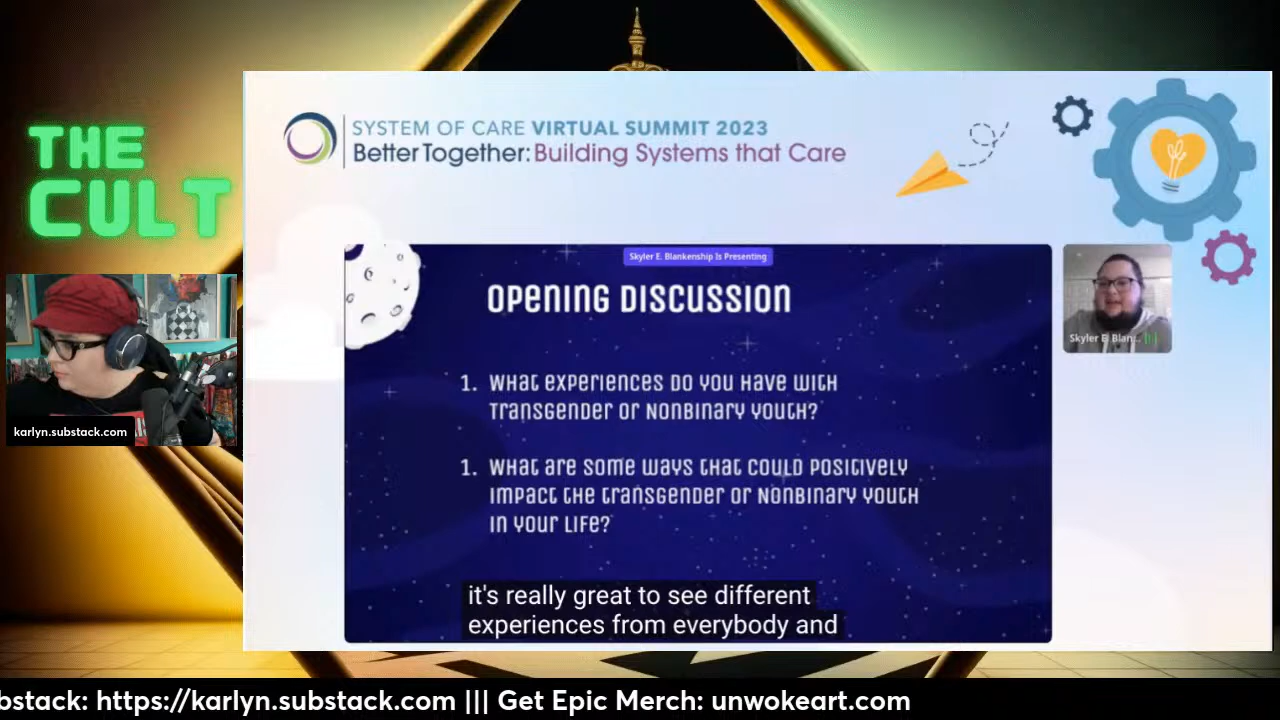 THE
CULT
karlyn.substack.com
SYSTEM OF CARE VIRTUAL SUMMIT 2023
Better Together: Building Systems that Care
Skyler E. Blankenship Is Presenting
Opening Discussion
1. What experiences do you have with
transgender or nonbinary youth?
1. What are some ways that could positively
impact the transgender or nonbinary youth
in your life?
it's really great to see different
experiences from everybody and
Skyler E. Blan...
bstack: https://karlyn.substack.com ||| Get Epic Merch: unwokeart.com